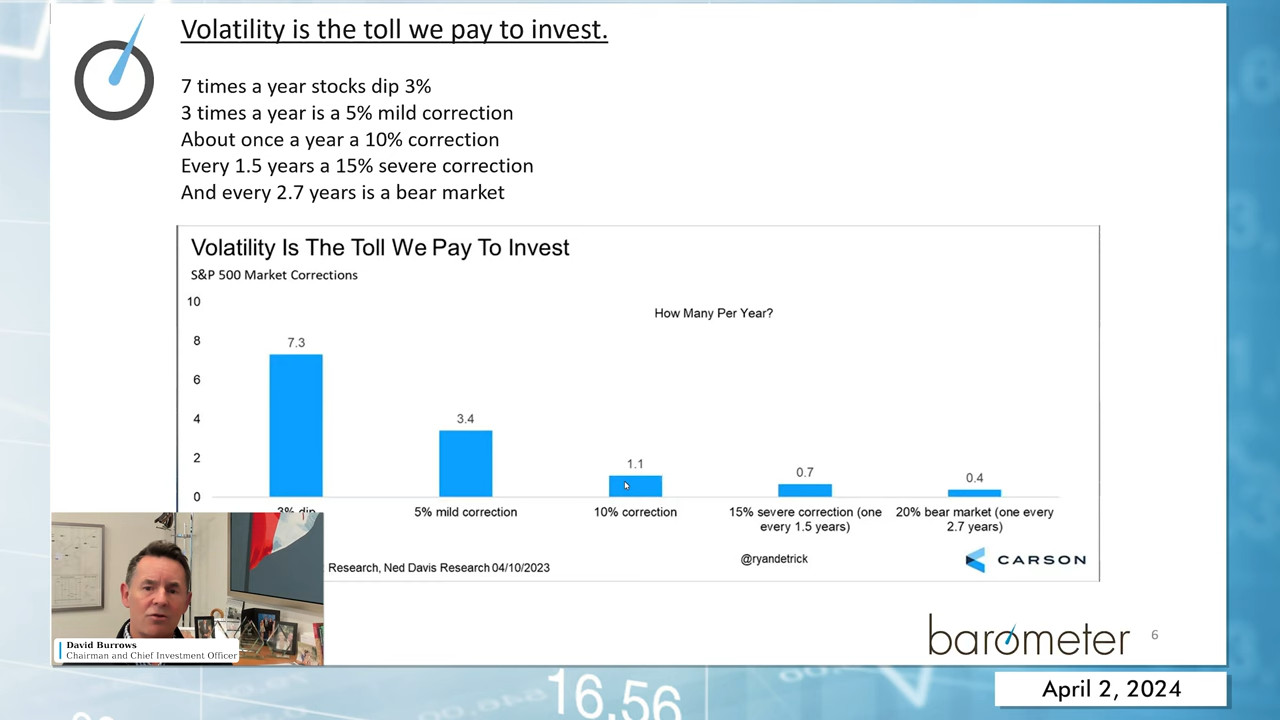 Volatility is the toll we pay to invest.
7 times a year stocks dip 3%
3 times a year is a 5% mild correction
About once a year a 10% correction
Every 1.5 years a 15% severe correction
And every 2.7 years is a bear market
Volatility Is The Toll We Pay To Invest
S&P 500 Market Corrections
How Many Per Year?
10
8
6
4
2
0
7.3
3.4
1.1
0.7
0.4
3% dip
5% mild correction
10% correction
15% severe correction (one
every 1.5 years)
20% bear market (one every
2.7 years)
Research, Ned Davis Research 04/10/2023
@ryandetrick
CARSON
David Burrows
Chairman and Chief Investment Officer
barometer
6
April 2, 2024
16.56